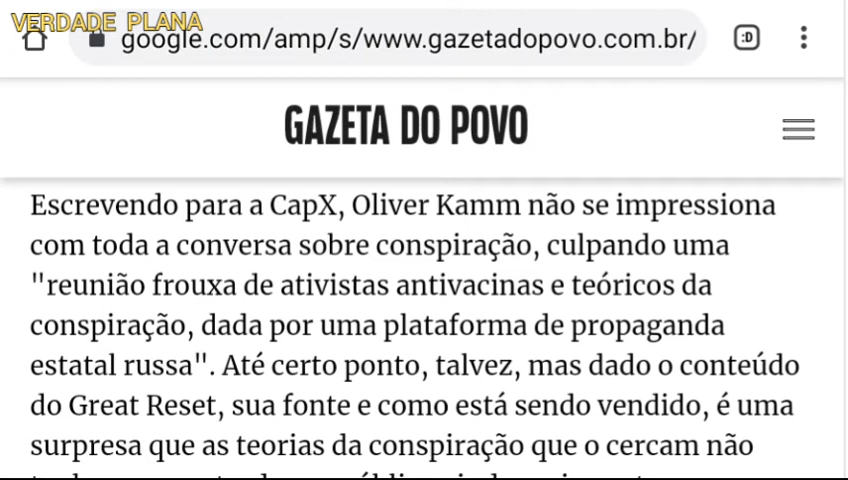 VERDADE PLANA
google.com/amp/s/www.gazetadopovo.com.br/
:D
GAZETA DO POVO
Escrevendo para a CapX, Oliver Kamm não se impressiona
com toda a conversa sobre conspiração, culpando uma
"reunião frouxa de ativistas antivacinas e teóricos da
conspiração, dada por uma plataforma de propaganda
estatal russa". Até certo ponto, talvez, mas dado o conteúdo
do Great Reset, sua fonte e como está sendo vendido, é uma
surpresa que as teorias da conspiração que o cercam não